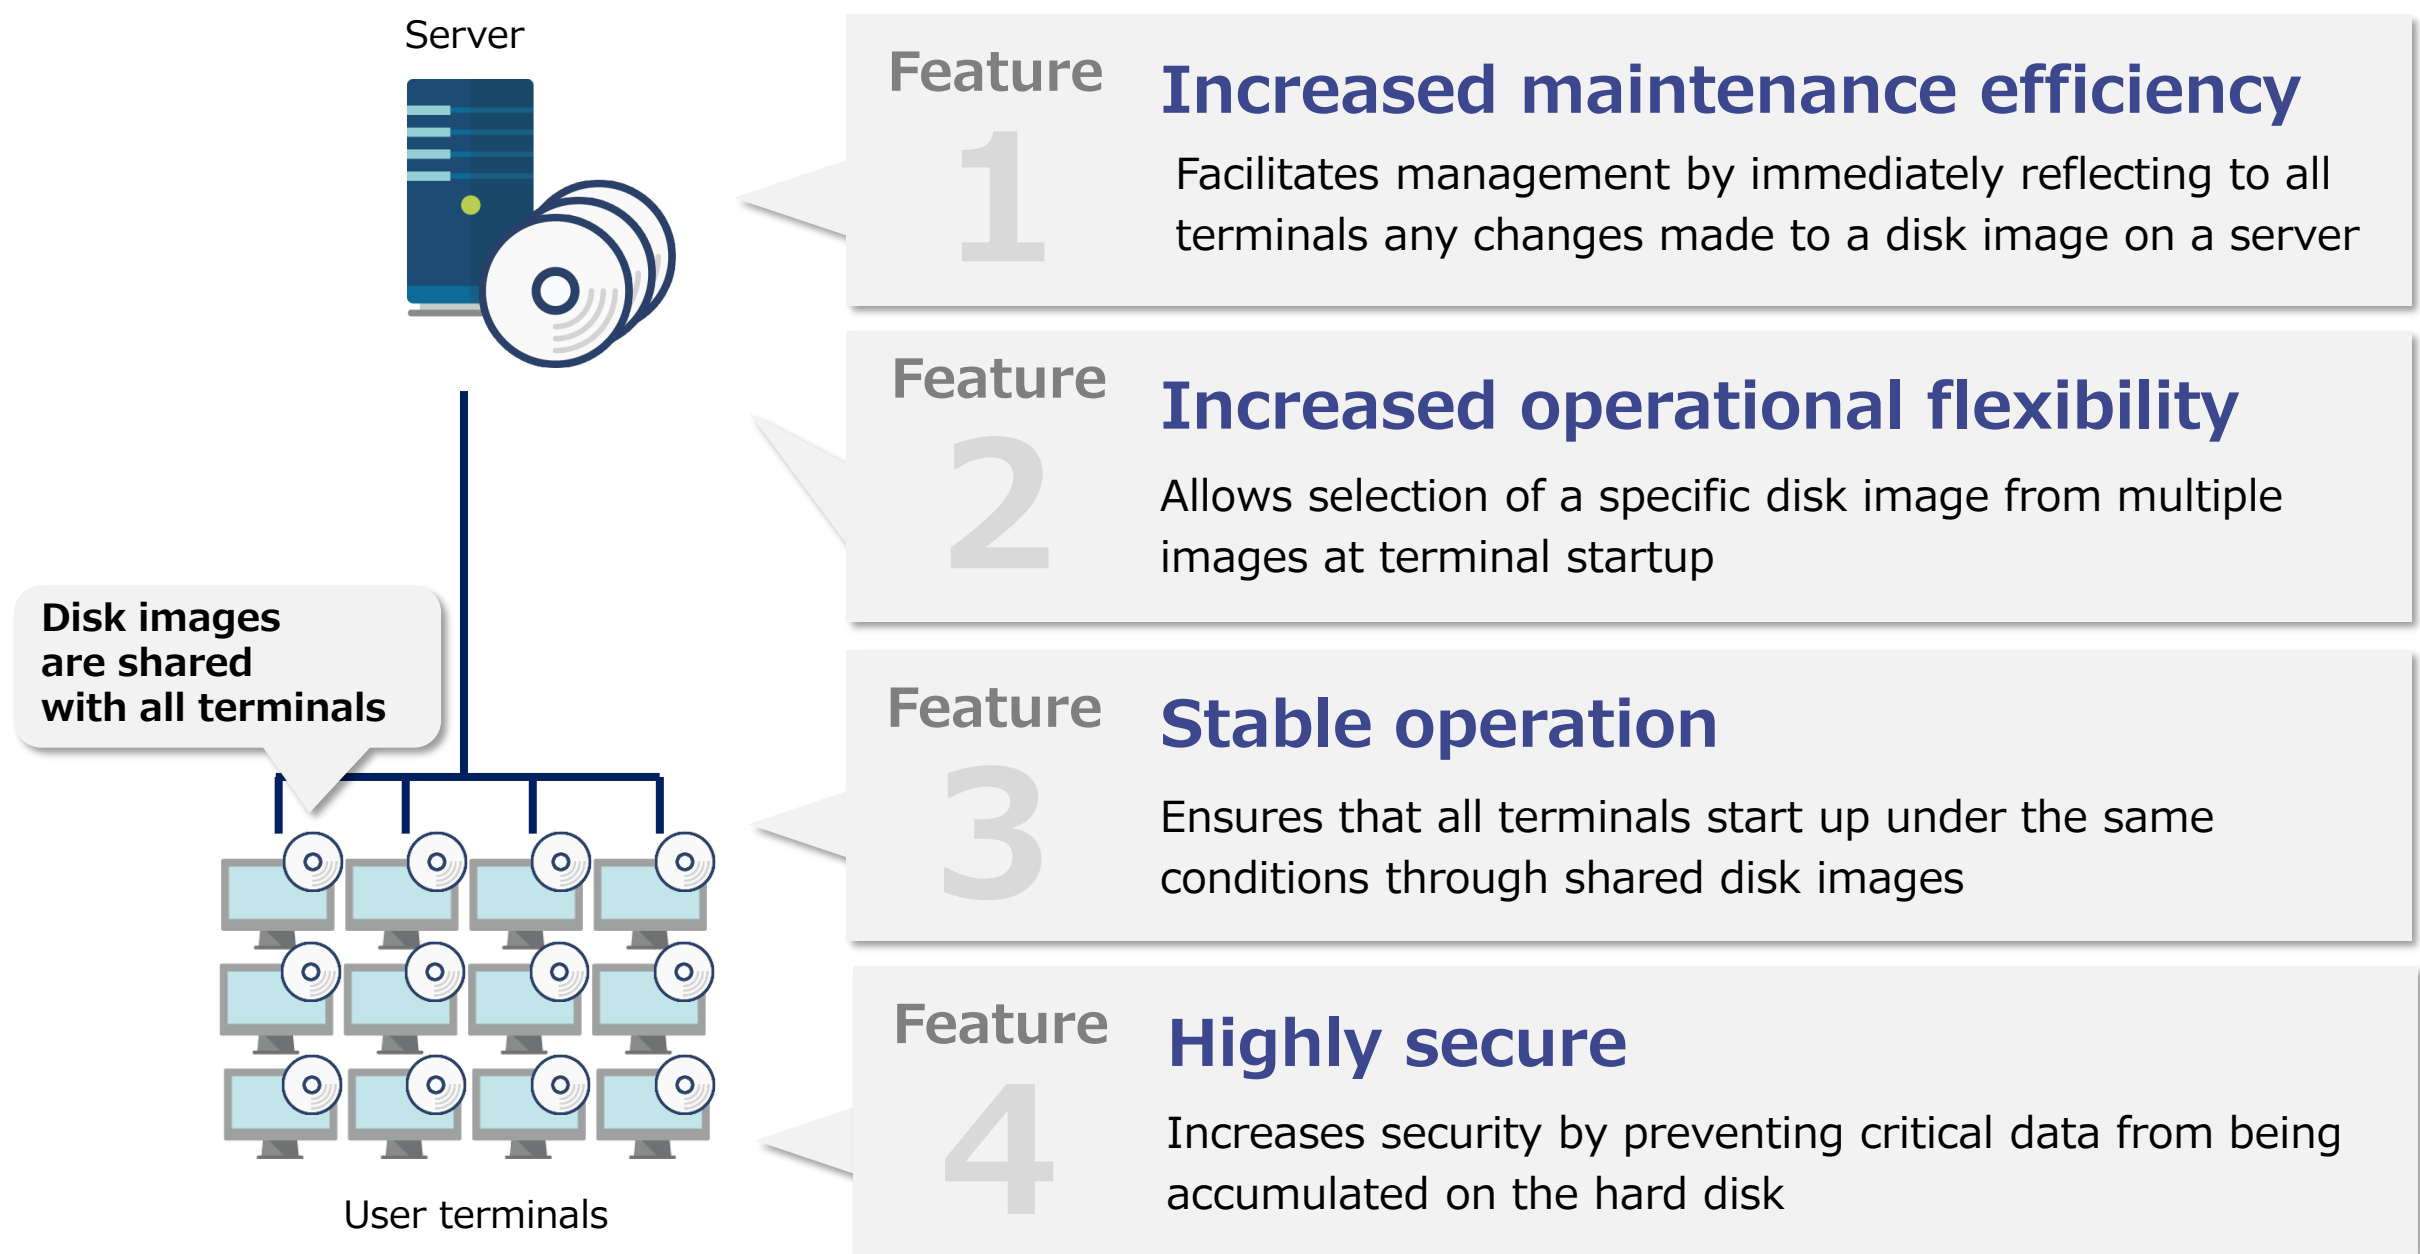 Server
Feature
1
Increased maintenance efficiency
Facilitates management by immediately reflecting to all
terminals any changes made to a disk image on a server
Feature
2
Increased operational flexibility
Allows selection of a specific disk image from multiple
images at terminal startup
Disk images
are shared
with all terminals
Feature
3
Stable operation
Ensures that all terminals start up under the same
conditions through shared disk images
Feature
4
Highly secure
Increases security by preventing critical data from being
accumulated on the hard disk
User terminals